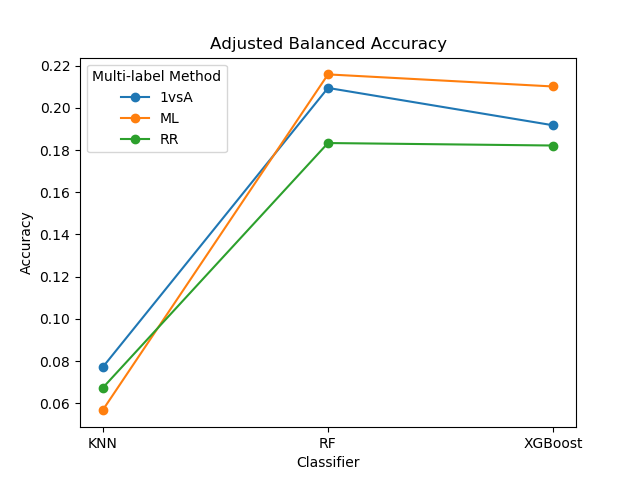 Adjusted Balanced Accuracy
Multi-label Method
1vsA
ML
RR
Accuracy
0.22
0.20
0.18
0.16
0.14
0.12
0.10
0.08
0.06
KNN
RF
XGBoost
Classifier